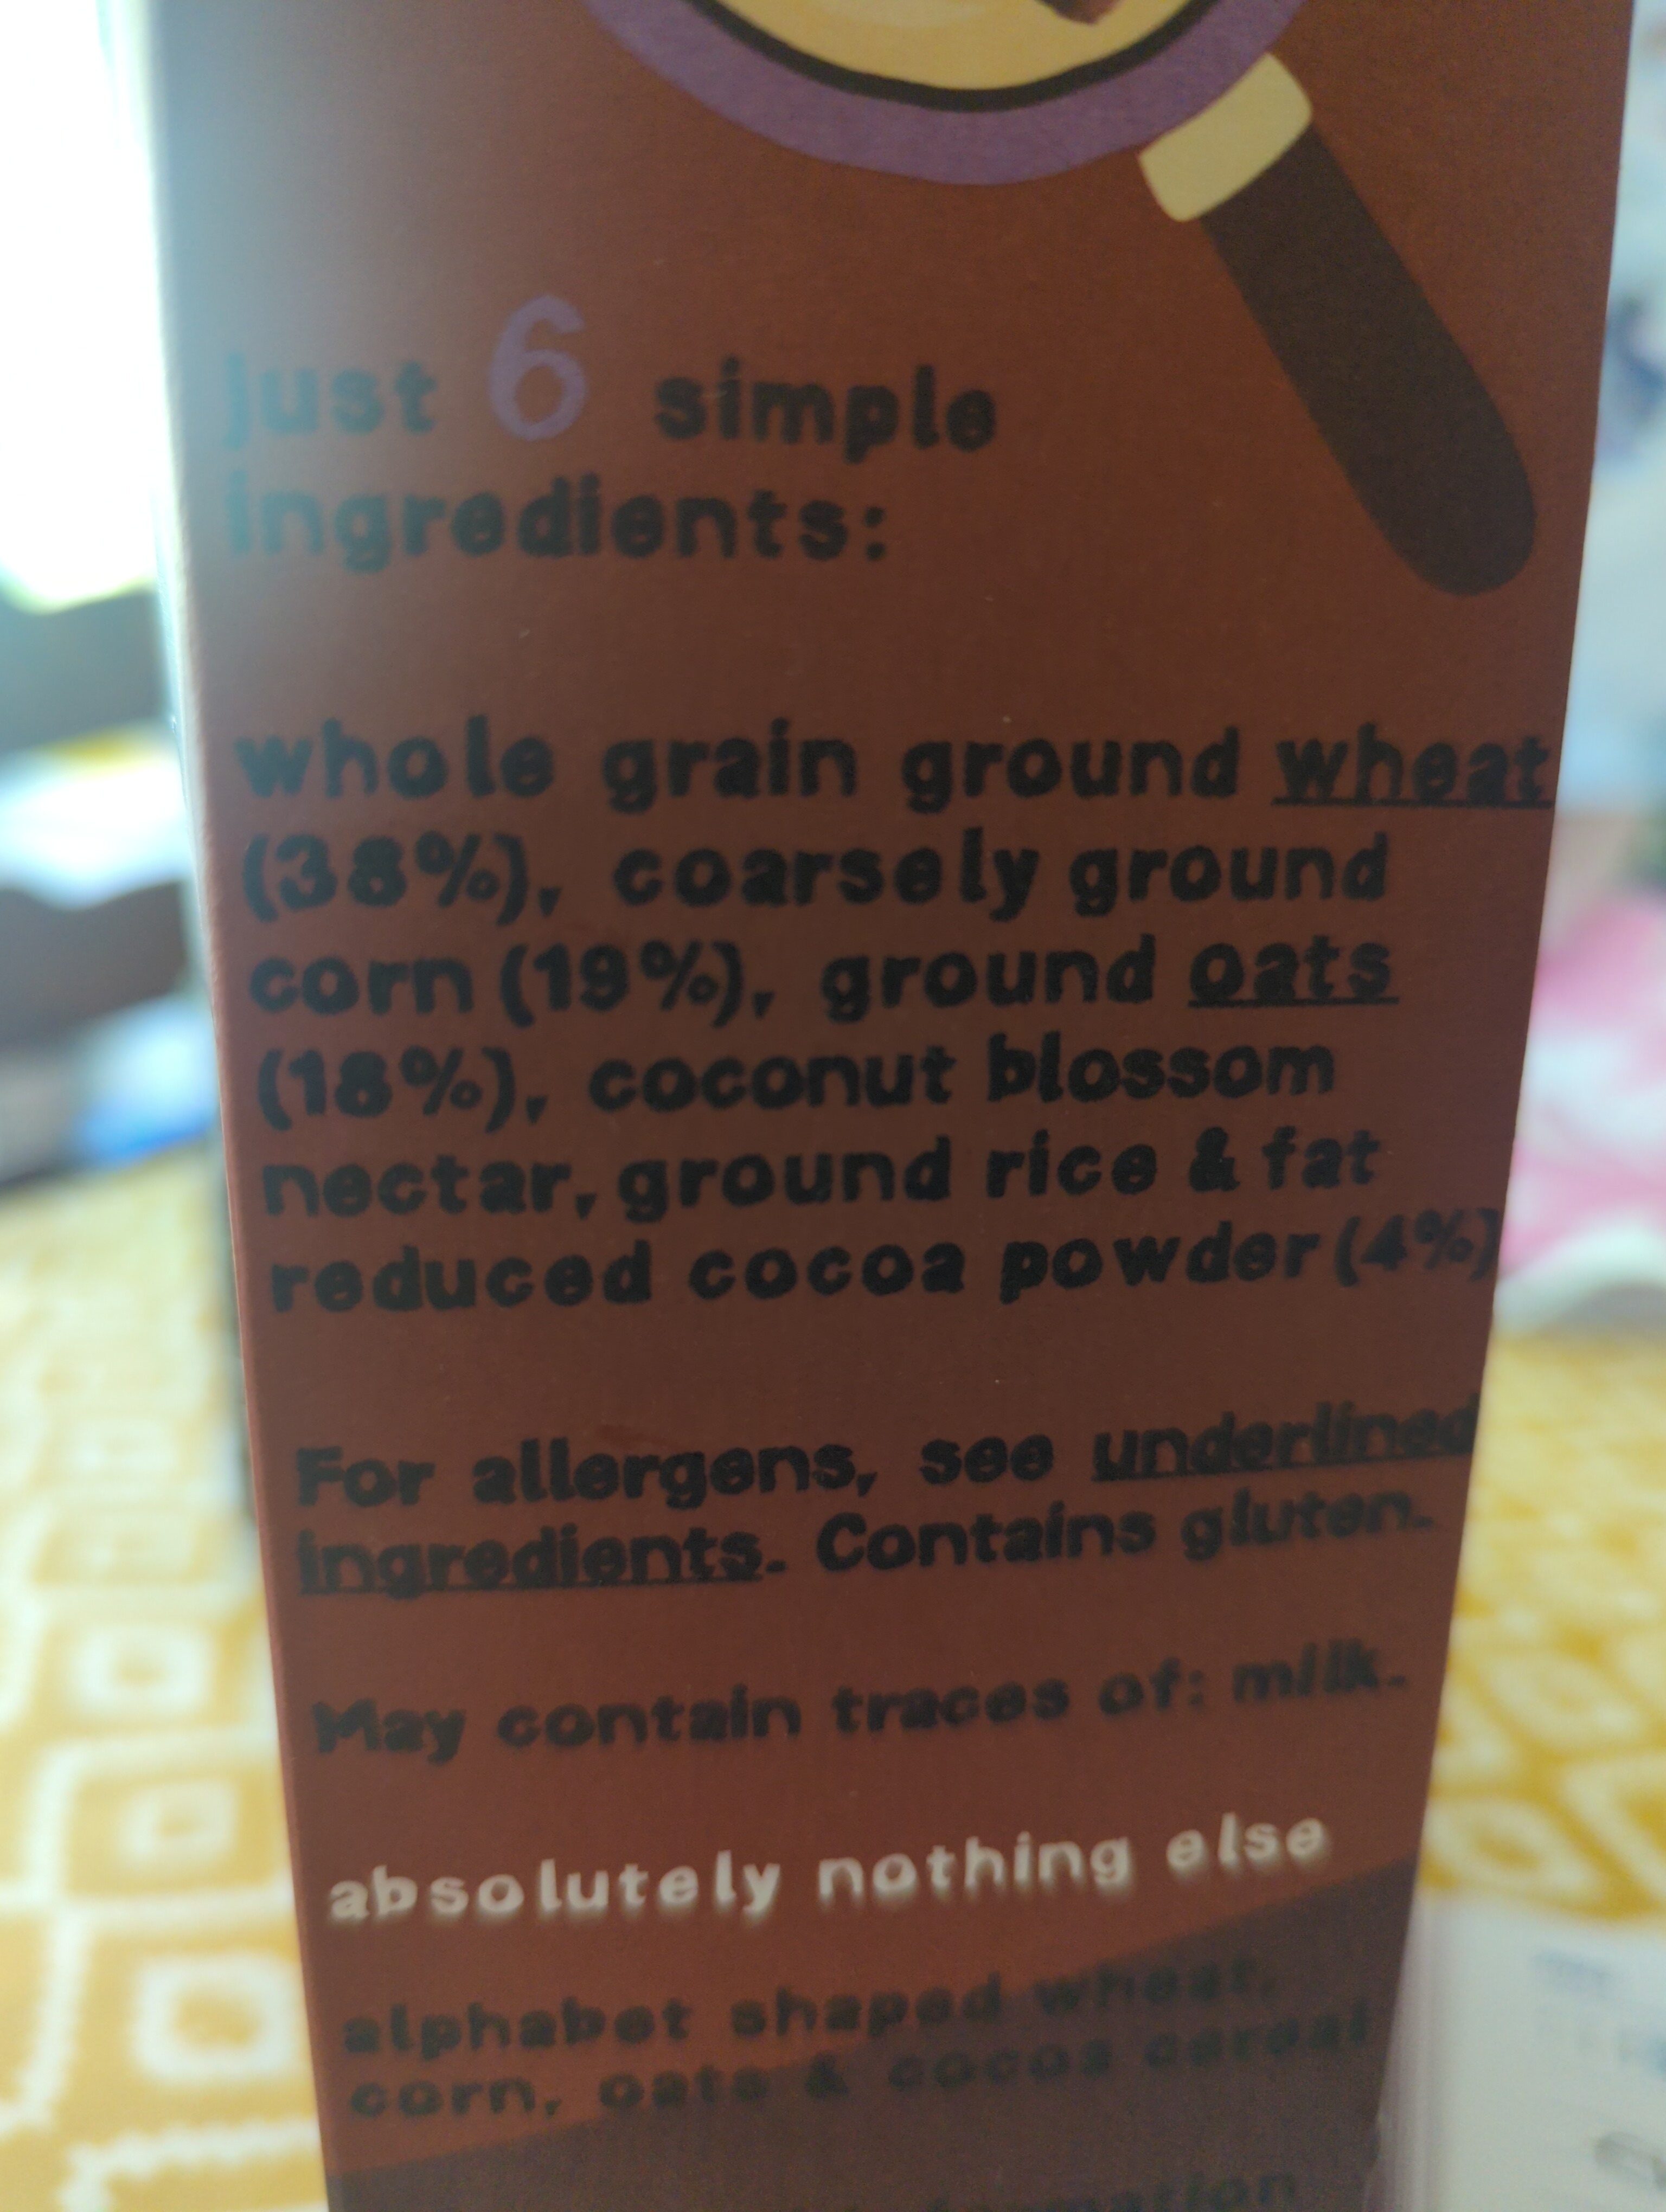 just 6 simple
ingredients:
whole grain ground wheat
(38%), coarsely ground
corn (19%), ground oats
(18%), coconut blossom
nectar, ground rice & fat
reduced cocoa powder (4%)
For allergens, see underlined
ingredients. Contains gluten.
May contain traces of: milk.
absolutely nothing else
alphabet shaped wheat,
corn, oats & cocoa cereal